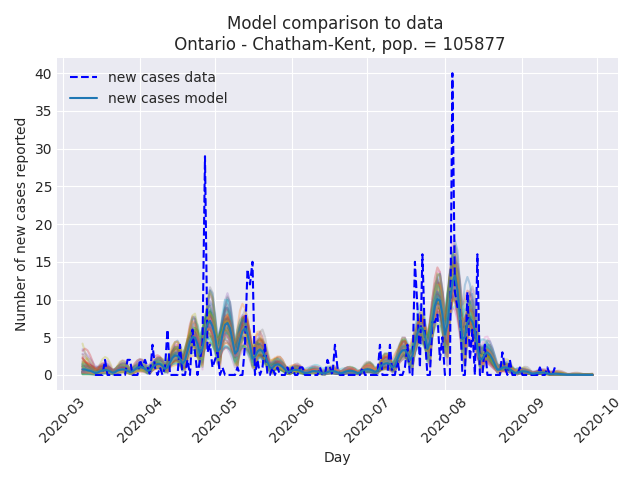 Model comparison to data
Ontario - Chatham-Kent, pop. = 105877
new cases data
new cases model
Number of new cases reported
40
35
30
25
20
15
10
5
0
2020-03
2020-04
2020-05
2020-06
2020-07
2020-08
2020-09
2020-10
Day